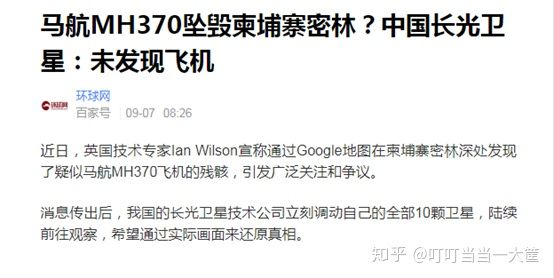 马航MH370坠毁柬埔寨密林？中国长光卫
星：未发现飞机
环球网
百家号 09-07 08:26
近日，英国技术专家Ian Wilson宣称通过Google地图在柬埔寨密林深处发现
了疑似马航MH370飞机的残骸，引发广泛关注和争议。
消息传出后，我国的长光卫星技术公司立刻调动自己的全部10颗卫星，陆续
前往观察，希望通过实际画面来还原真相。
知乎 @叮叮当当一大筐